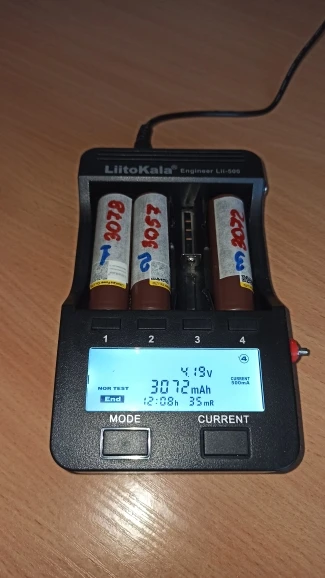 LiitoKala® Engineer Lii-500
1 3078
2 3057
3 3072
1 2 3 4
4
4.19V
CURRENT
500mA
NOR TEST 3072mAh
End 12:08h 35mR
MODE CURRENT